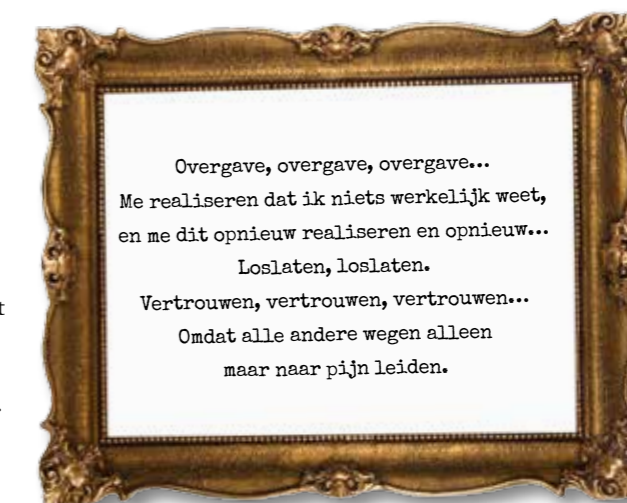 Overgave, overgave, overgave...
Me realiseren dat ik niets werkelijk weet,
en me dit opnieuw realiseren en opnieuw...
Loslaten, loslaten.
Vertrouwen, vertrouwen, vertrouwen...
Omdat alle andere wegen alleen
maar naar pijn leiden.